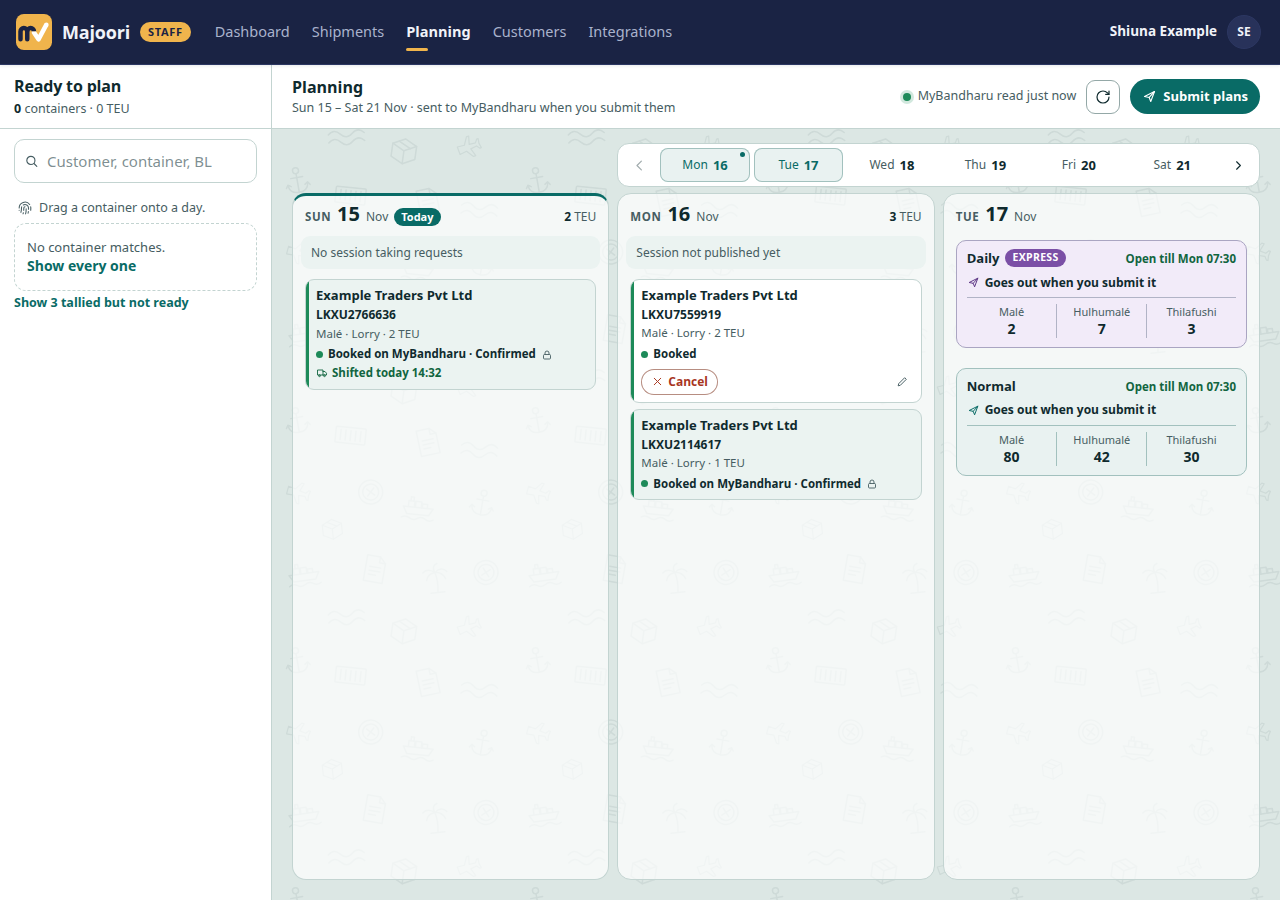 Majoori STAFF Dashboard Shipments Planning Customers Integrations Shiuna Example SE
Ready to plan
0 containers · 0 TEU
Customer, container, BL
Drag a container onto a day.
No container matches.
Show every one
Show 3 tallied but not ready
Planning
Sun 15 – Sat 21 Nov · sent to MyBandharu when you submit them
MyBandharu read just now
Submit plans
Mon 16 Tue 17 Wed 18 Thu 19 Fri 20 Sat 21
SUN 15 Nov Today 2 TEU
No session taking requests
Example Traders Pvt Ltd
LKXU2766636
Malé · Lorry · 2 TEU
Booked on MyBandharu · Confirmed
Shifted today 14:32
MON 16 Nov 3 TEU
Session not published yet
Example Traders Pvt Ltd
LKXU7559919
Malé · Lorry · 2 TEU
Booked
Cancel
Example Traders Pvt Ltd
LKXU2114617
Malé · Lorry · 1 TEU
Booked on MyBandharu · Confirmed
TUE 17 Nov
Daily EXPRESS Open till Mon 07:30
Goes out when you submit it
Malé Hulhumalé Thilafushi
2 7 3
Normal Open till Mon 07:30
Goes out when you submit it
Malé Hulhumalé Thilafushi
80 42 30